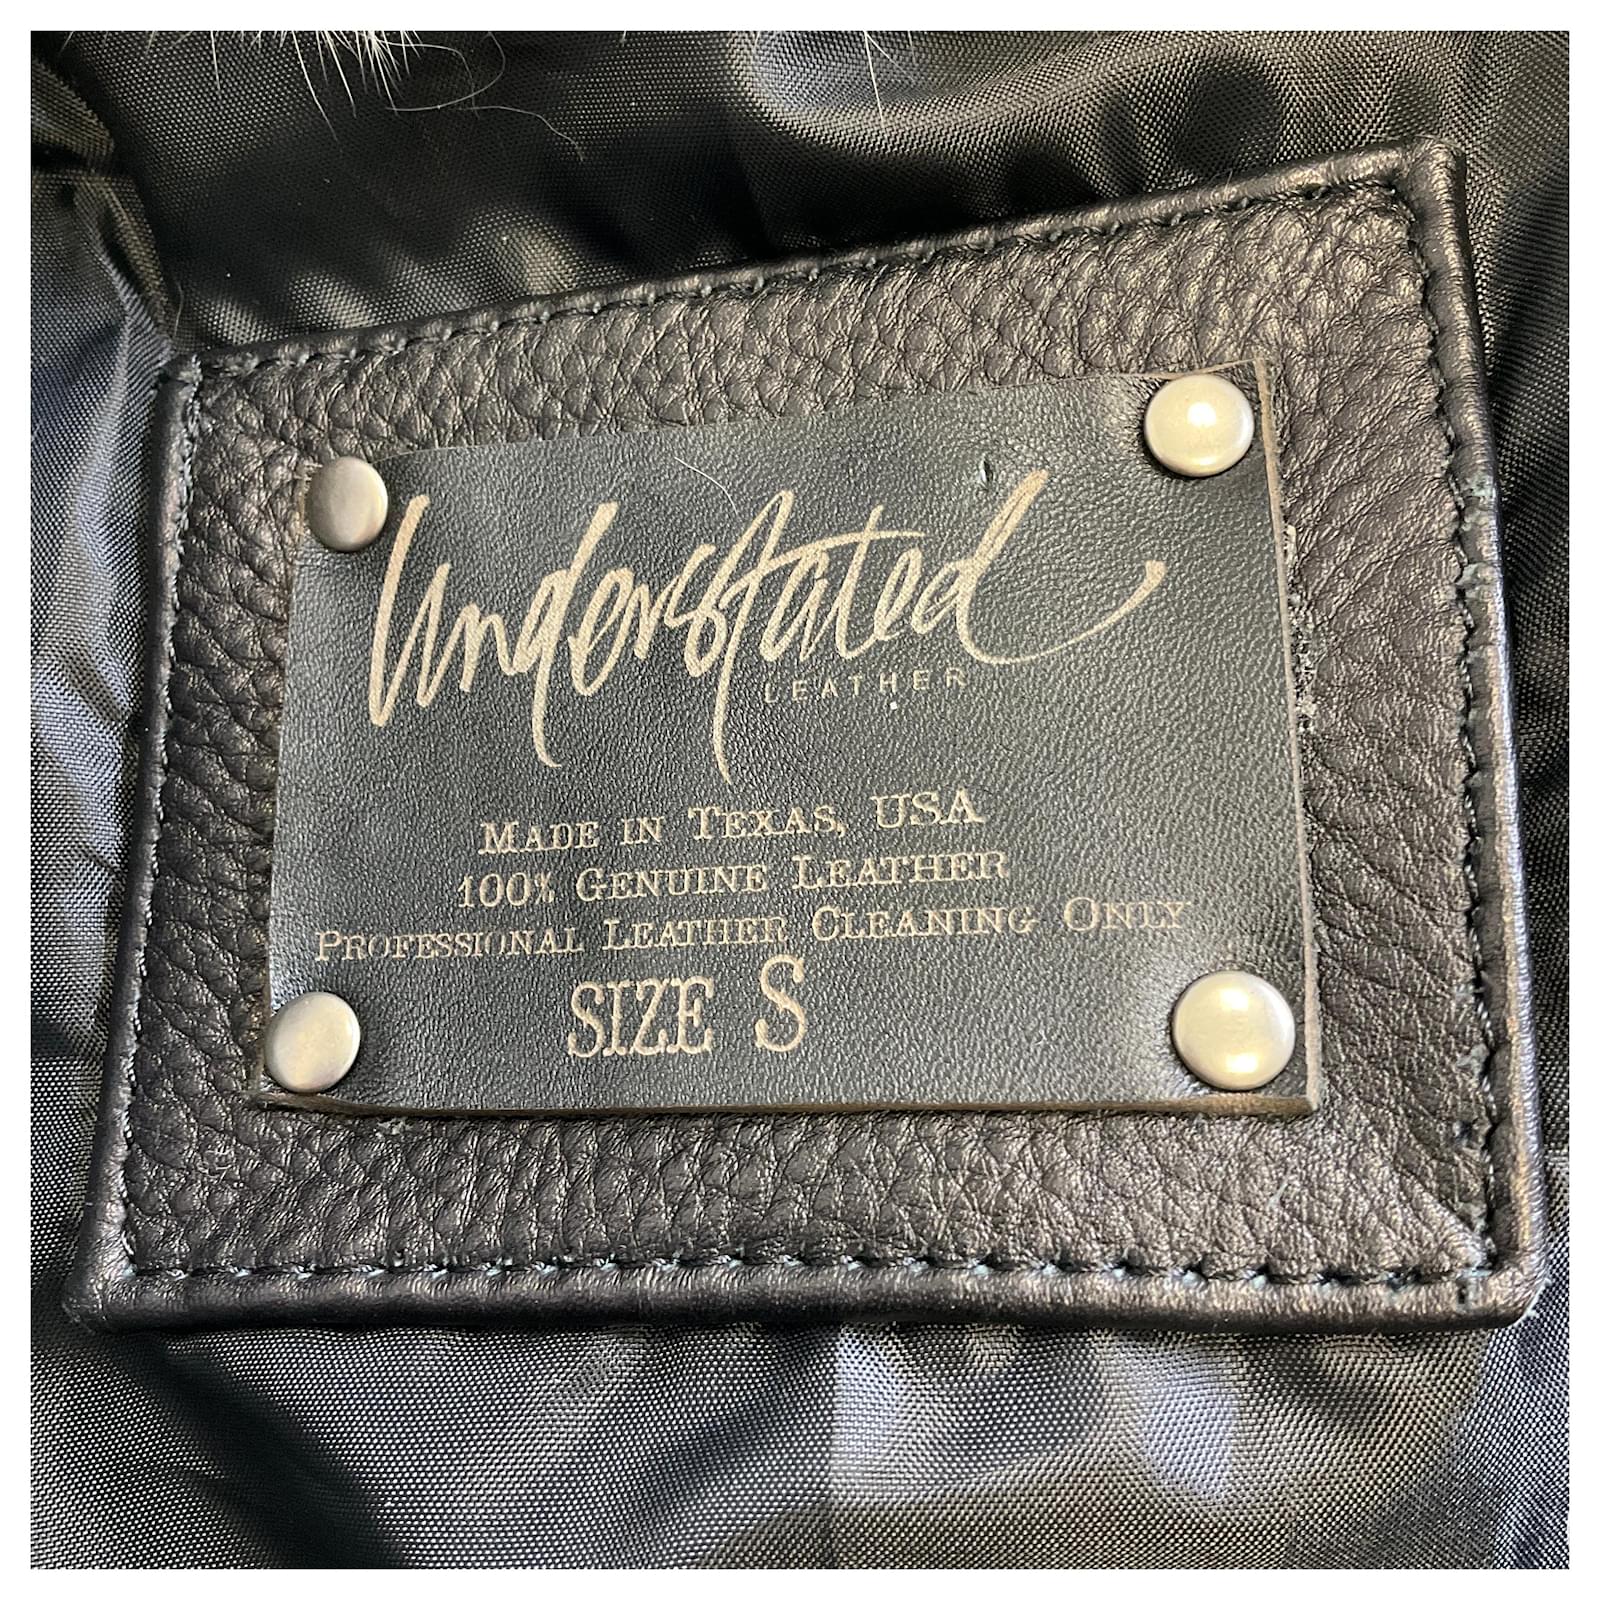 Understated
LEATHER
MADE IN TEXAS, USA
100% GENUINE LEATHER
PROFESSIONAL LEATHER CLEANING ONLY
SIZE S